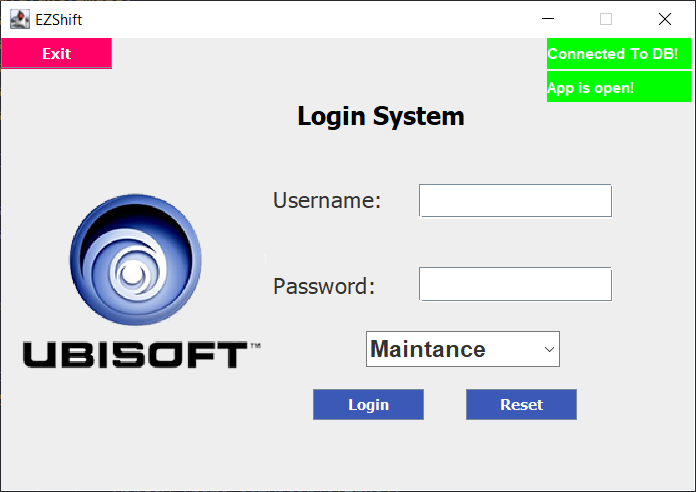 EZShift
Exit
Connected To DB!
App is open!
Login System
Username:
Password:
UBISOFT™
Maintance
Login
Reset